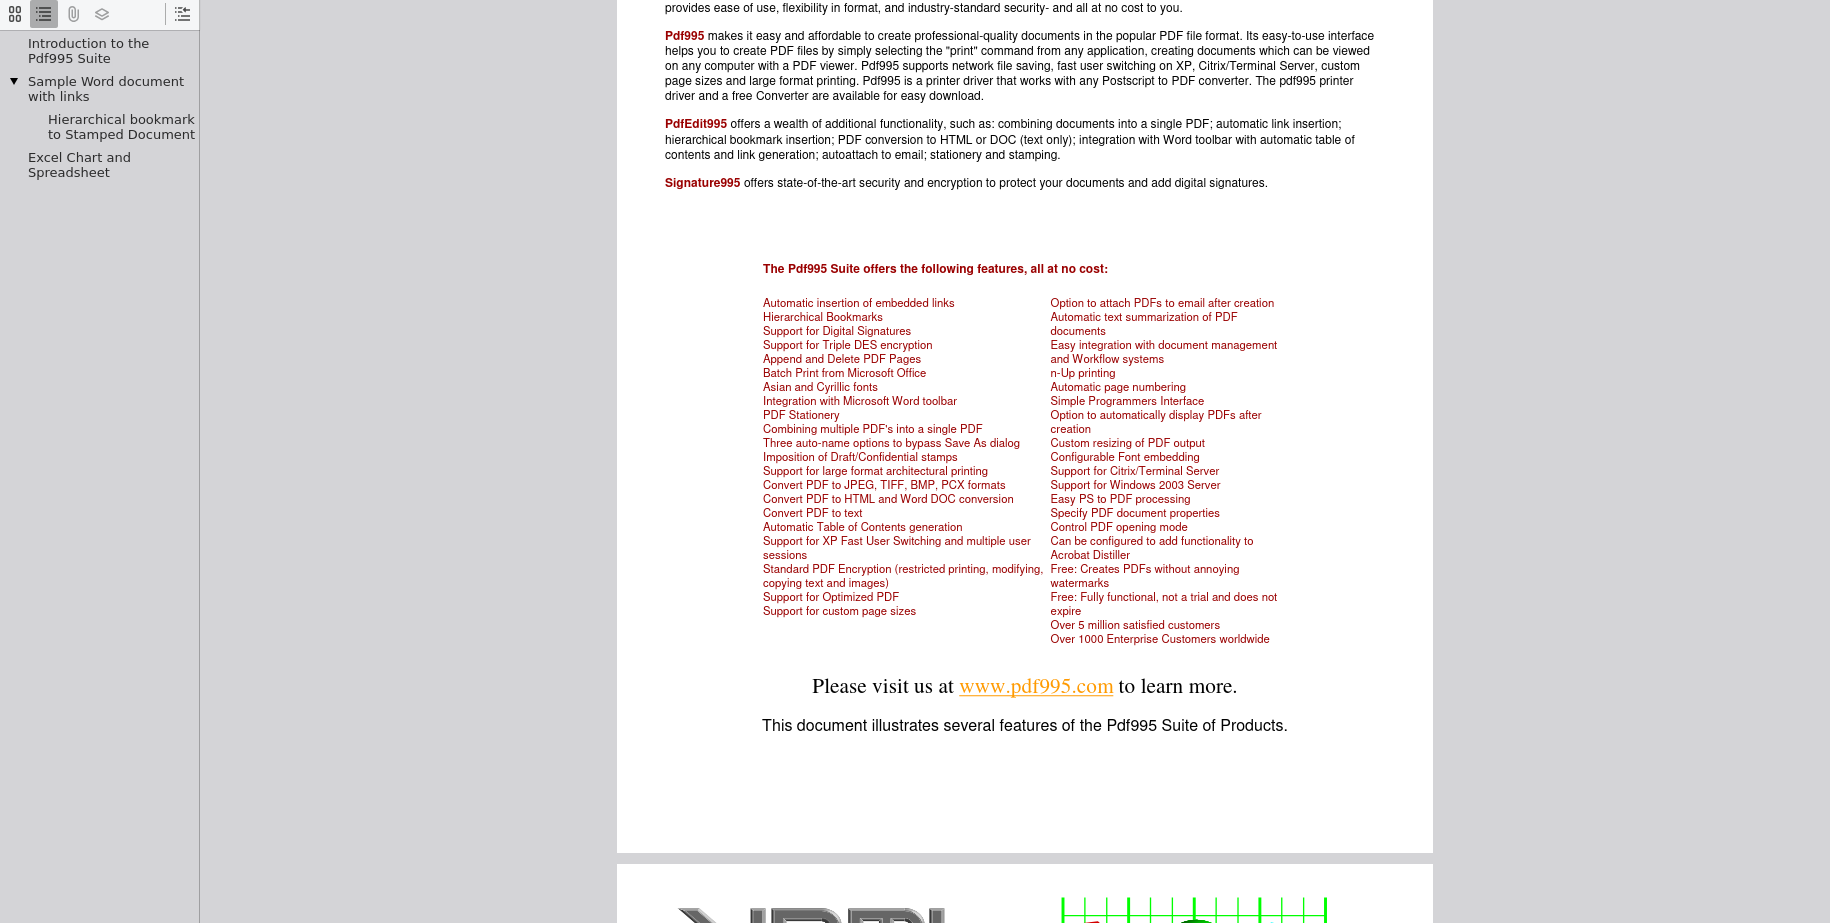 Introduction to the
Pdf995 Suite
Sample Word document
with links
Hierarchical bookmark
to Stamped Document
Excel Chart and
Spreadsheet
provides ease of use, flexibility in format, and industry-standard security- and all at no cost to you.
Pdf995 makes it easy and affordable to create professional-quality documents in the popular PDF file format. Its easy-to-use interface
helps you to create PDF files by simply selecting the "print" command from any application, creating documents which can be viewed
on any computer with a PDF viewer. Pdf995 supports network file saving, fast user switching on XP, Citrix/Terminal Server, custom
page sizes and large format printing. Pdf995 is a printer driver that works with any Postscript to PDF converter. The pdf995 printer
driver and a free Converter are available for easy download.
PdfEdit995 offers a wealth of additional functionality, such as: combining documents into a single PDF; automatic link insertion;
hierarchical bookmark insertion; PDF conversion to HTML or DOC (text only); integration with Word toolbar with automatic table of
contents and link generation; autoattach to email; stationery and stamping.
Signature995 offers state-of-the-art security and encryption to protect your documents and add digital signatures.
The Pdf995 Suite offers the following features, all at no cost:
Automatic insertion of embedded links
Hierarchical Bookmarks
Support for Digital Signatures
Support for Triple DES encryption
Append and Delete PDF Pages
Batch Print from Microsoft Office
Asian and Cyrillic fonts
Integration with Microsoft Word toolbar
PDF Stationery
Combining multiple PDF's into a single PDF
Three auto-name options to bypass Save As dialog
Imposition of Draft/Confidential stamps
Support for large format architectural printing
Convert PDF to JPEG, TIFF, BMP, PCX formats
Convert PDF to HTML and Word DOC conversion
Convert PDF to text
Automatic Table of Contents generation
Support for XP Fast User Switching and multiple user
sessions
Standard PDF Encryption (restricted printing, modifying,
copying text and images)
Support for Optimized PDF
Support for custom page sizes
Option to attach PDFs to email after creation
Automatic text summarization of PDF
documents
Easy integration with document management
and Workflow systems
n-Up printing
Automatic page numbering
Simple Programmers Interface
Option to automatically display PDFs after
creation
Custom resizing of PDF output
Configurable Font embedding
Support for Citrix/Terminal Server
Support for Windows 2003 Server
Easy PS to PDF processing
Specify PDF document properties
Control PDF opening mode
Can be configured to add functionality to
Acrobat Distiller
Free: Creates PDFs without annoying
watermarks
Free: Fully functional, not a trial and does not
expire
Over 5 million satisfied customers
Over 1000 Enterprise Customers worldwide
Please visit us at www.pdf995.com to learn more.
This document illustrates several features of the Pdf995 Suite of Products.